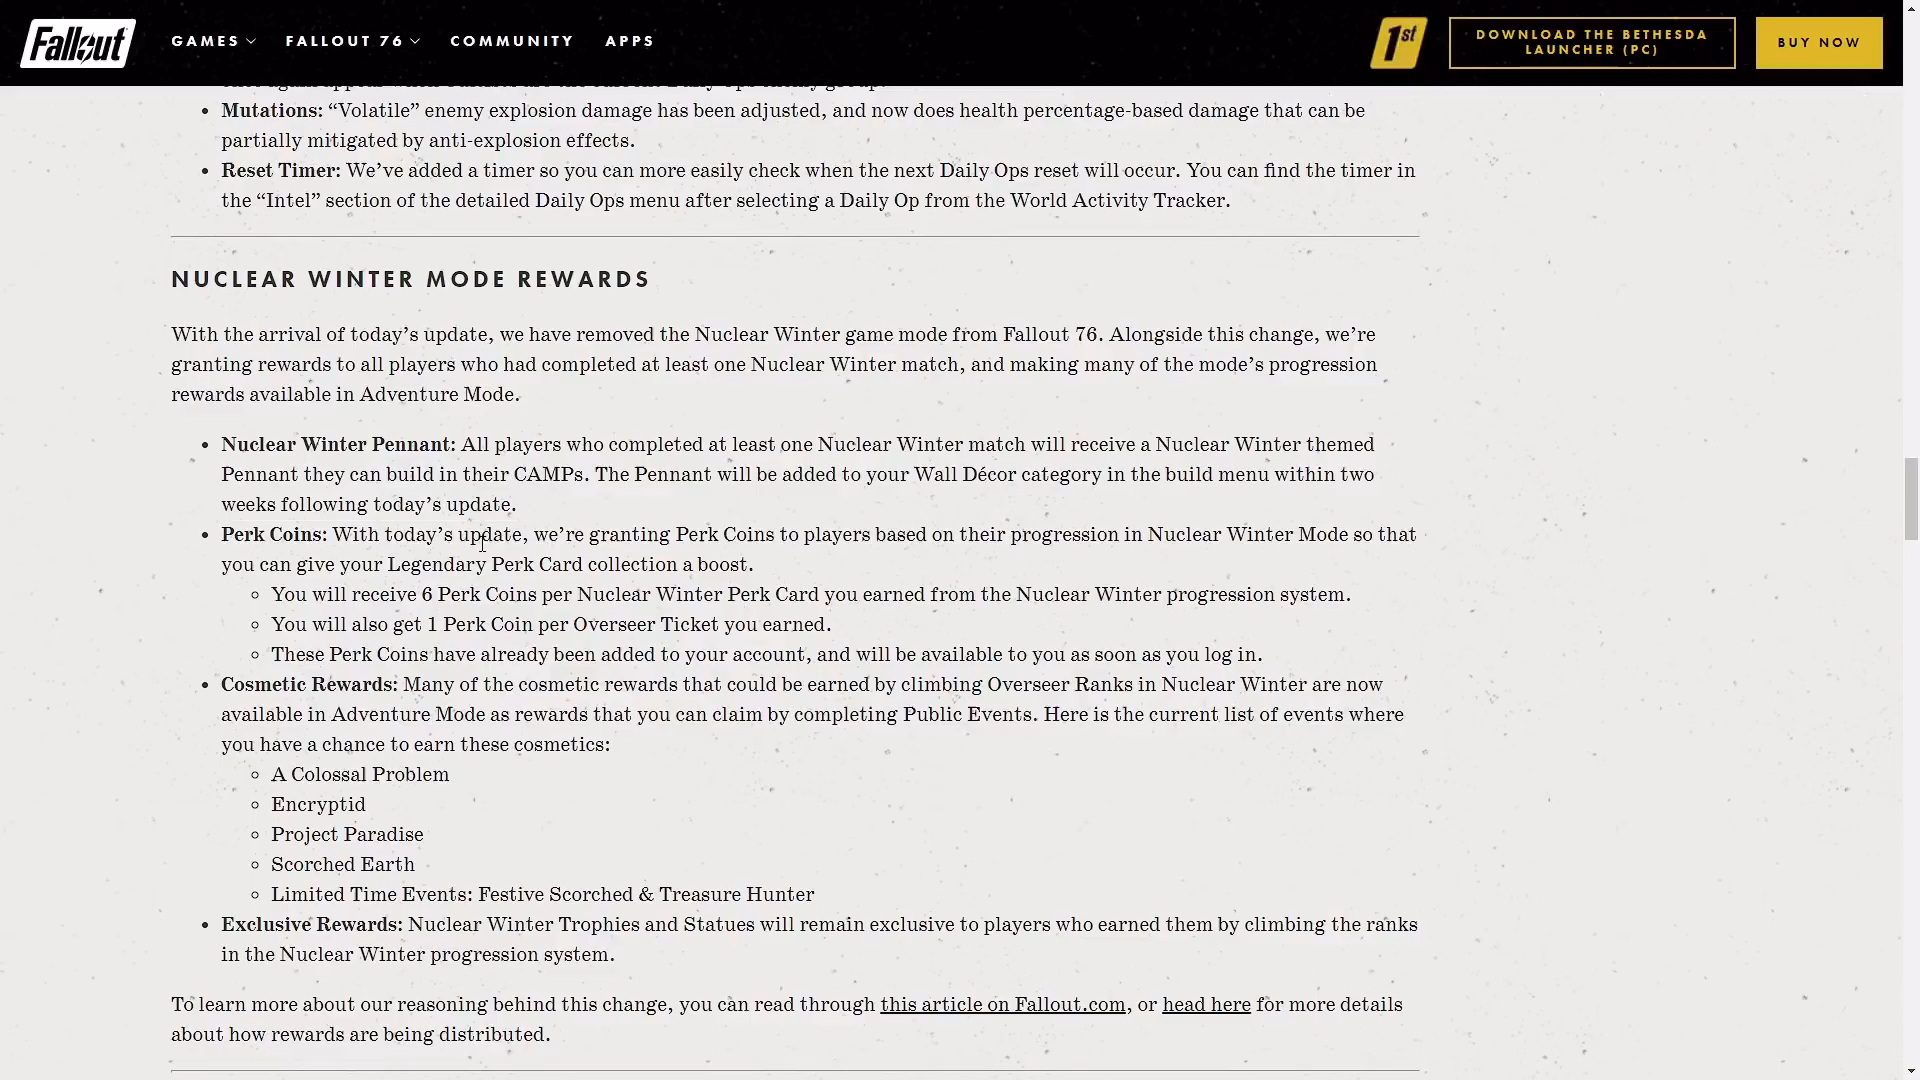 Fallout
GAMES
FALLOUT 76
COMMUNITY
APPS
1st
DOWNLOAD THE BETHESDA
LAUNCHER (PC)
BUY NOW
Mutations: “Volatile” enemy explosion damage has been adjusted, and now does health percentage-based damage that can be
partially mitigated by anti-explosion effects.
Reset Timer: We’ve added a timer so you can more easily check when the next Daily Ops reset will occur. You can find the timer in
the “Intel” section of the detailed Daily Ops menu after selecting a Daily Op from the World Activity Tracker.
NUCLEAR WINTER MODE REWARDS
With the arrival of today’s update, we have removed the Nuclear Winter game mode from Fallout 76. Alongside this change, we’re
granting rewards to all players who had completed at least one Nuclear Winter match, and making many of the mode’s progression
rewards available in Adventure Mode.
Nuclear Winter Pennant: All players who completed at least one Nuclear Winter match will receive a Nuclear Winter themed
Pennant they can build in their CAMPs. The Pennant will be added to your Wall Décor category in the build menu within two
weeks following today’s update.
Perk Coins: With today’s update, we’re granting Perk Coins to players based on their progression in Nuclear Winter Mode so that
you can give your Legendary Perk Card collection a boost.
You will receive 6 Perk Coins per Nuclear Winter Perk Card you earned from the Nuclear Winter progression system.
You will also get 1 Perk Coin per Overseer Ticket you earned.
These Perk Coins have already been added to your account, and will be available to you as soon as you log in.
Cosmetic Rewards: Many of the cosmetic rewards that could be earned by climbing Overseer Ranks in Nuclear Winter are now
available in Adventure Mode as rewards that you can claim by completing Public Events. Here is the current list of events where
you have a chance to earn these cosmetics:
A Colossal Problem
Encryptid
Project Paradise
Scorched Earth
Limited Time Events: Festive Scorched & Treasure Hunter
Exclusive Rewards: Nuclear Winter Trophies and Statues will remain exclusive to players who earned them by climbing the ranks
in the Nuclear Winter progression system.
To learn more about our reasoning behind this change, you can read through this article on Fallout.com, or head here for more details
about how rewards are being distributed.